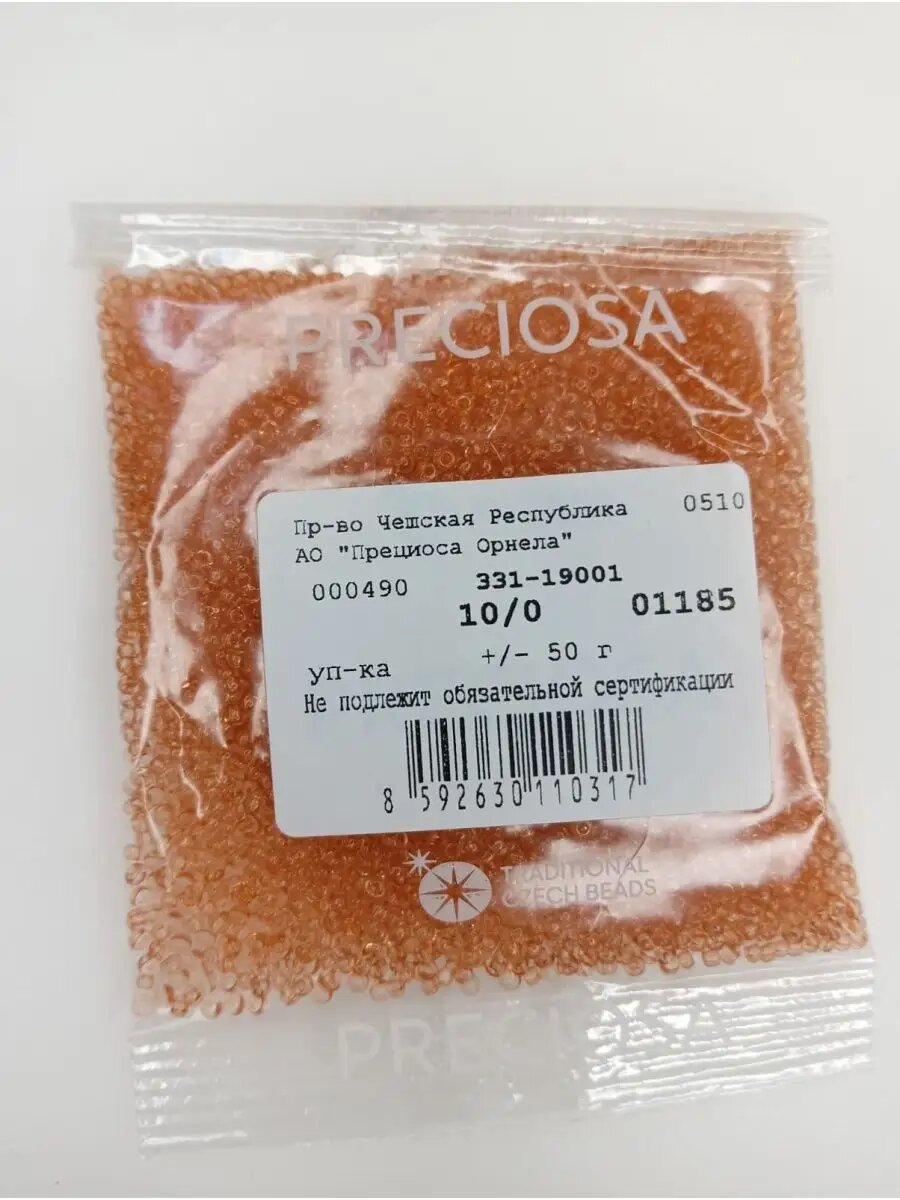 PRECIOSA
Пр-во Чешская Республика 0510
АО "Прециоса Орнела"
000490 331-19001
10/0 01185
уп-ка +/- 50 г
Не подлежит обязательной сертификации
8 592630 110317
TRADITIONAL
CZECH BEADS
PRECIOSA